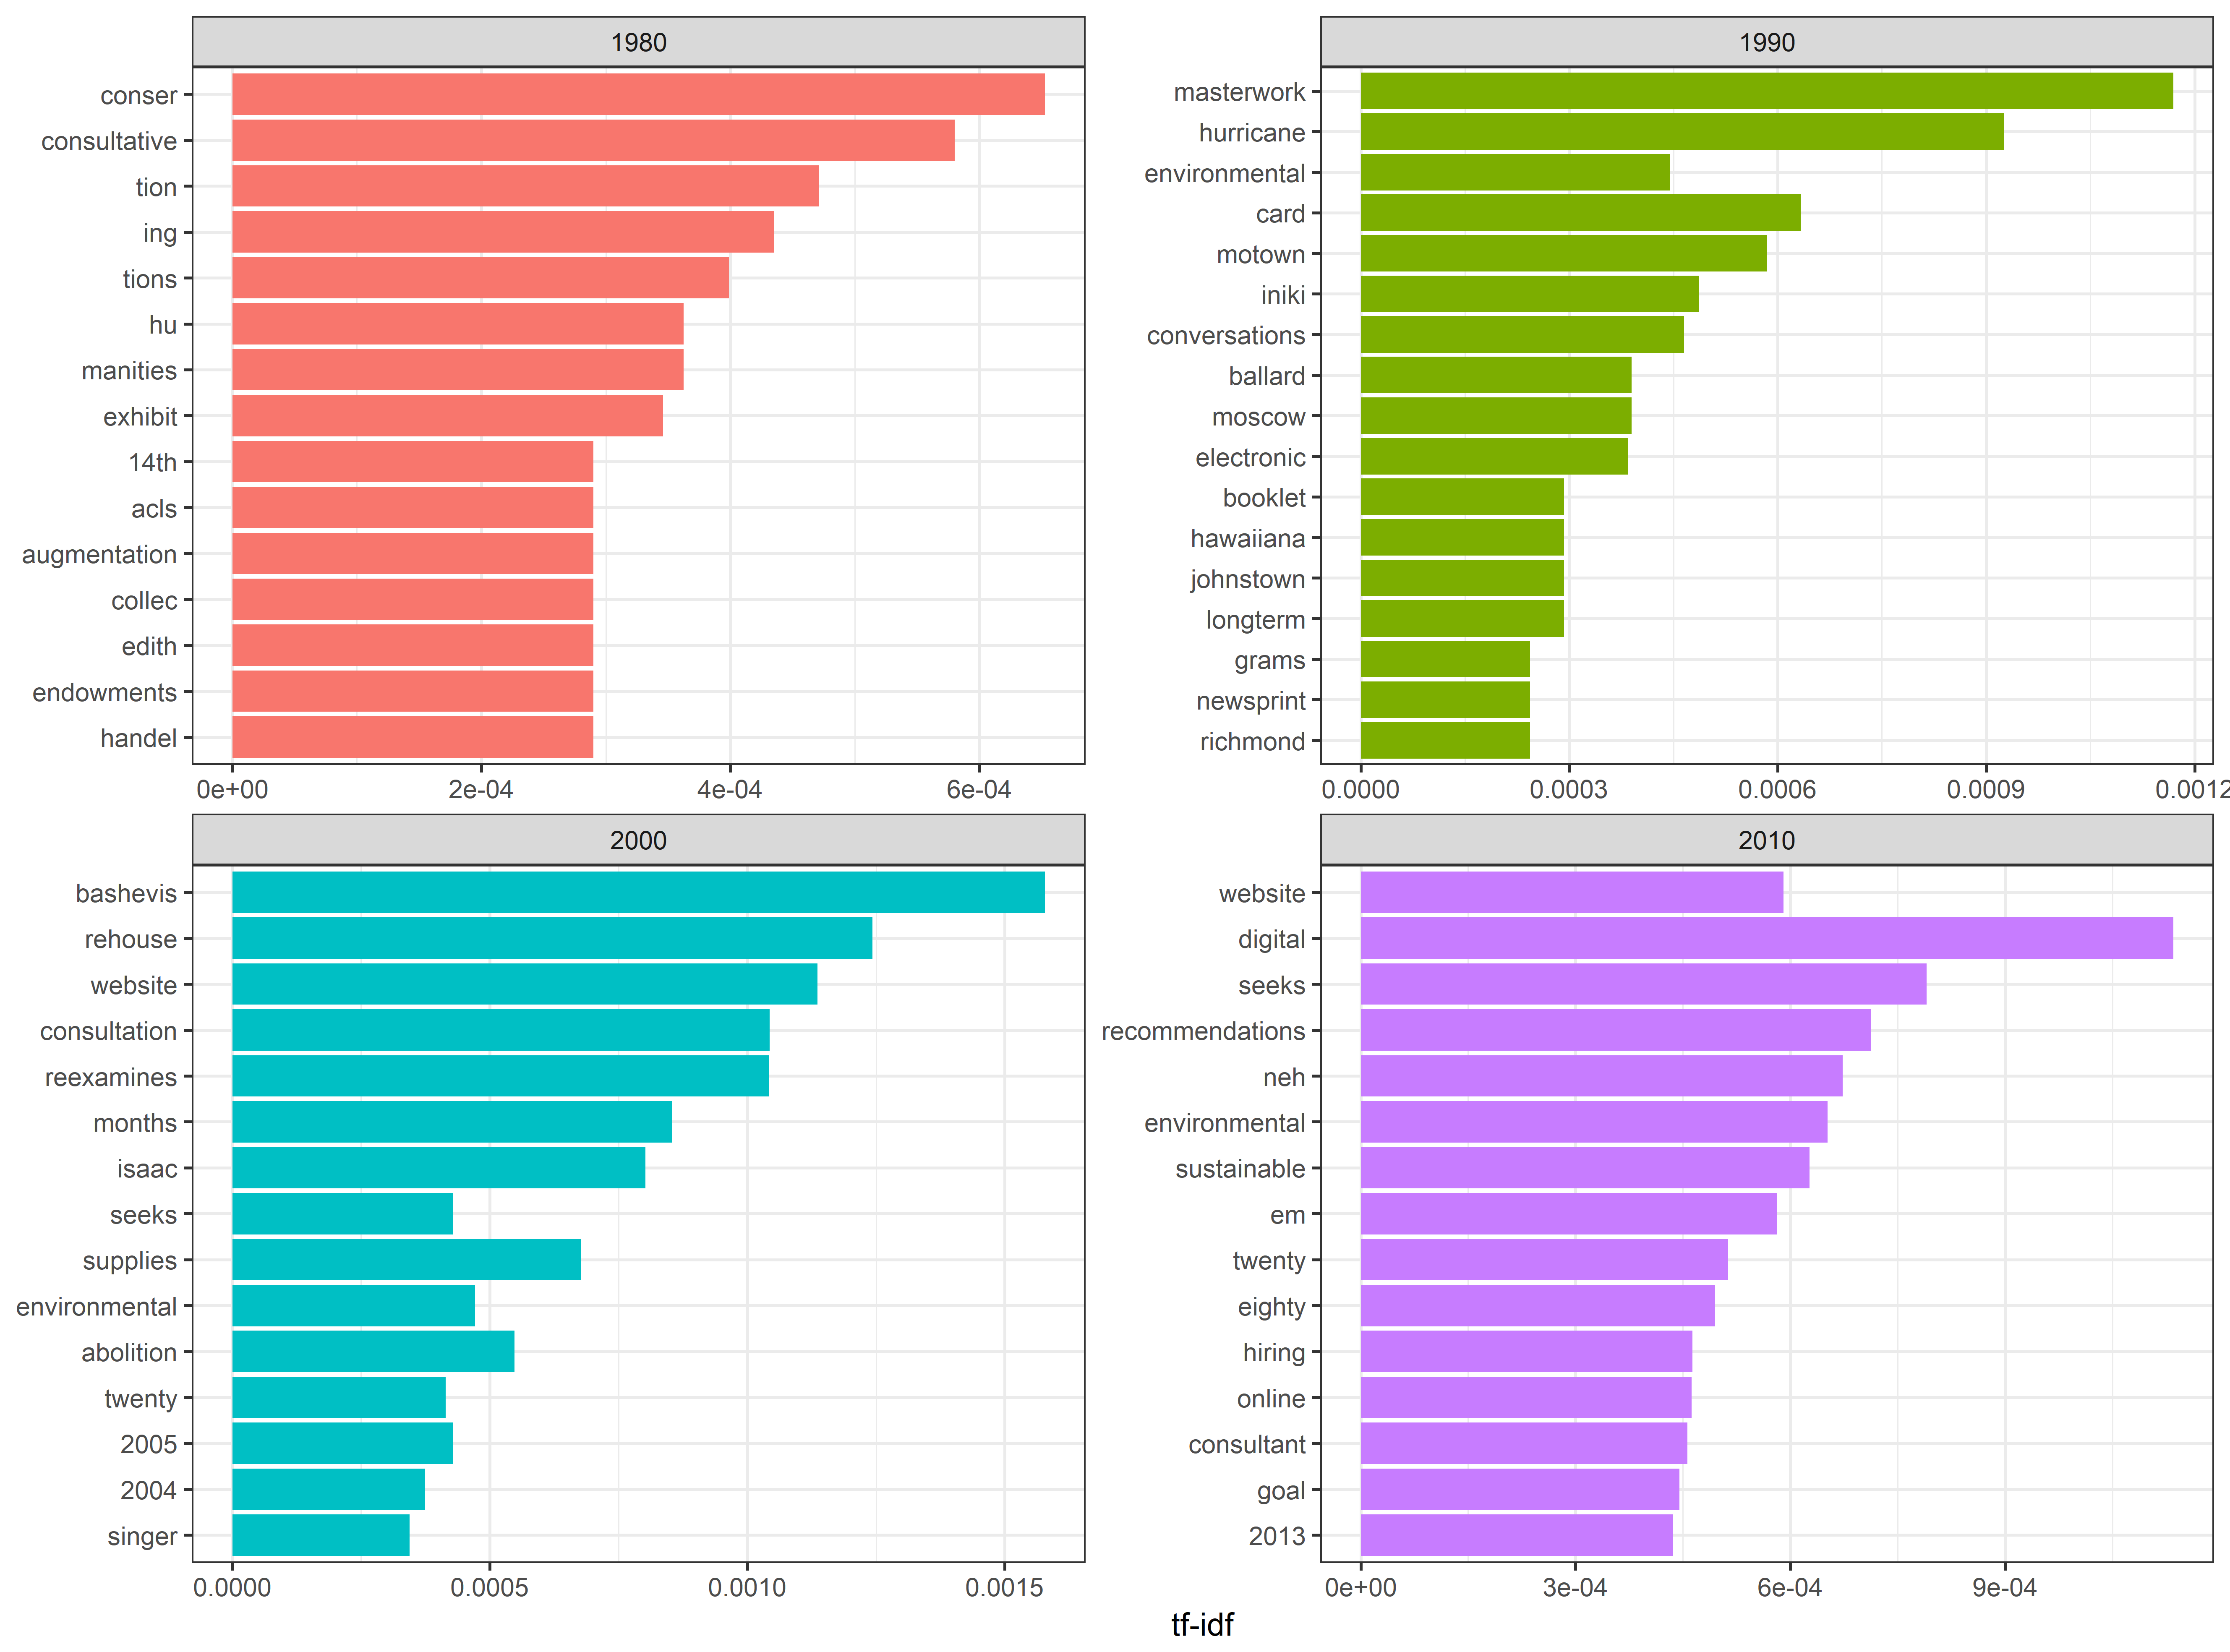 1980
conser
consultative
tion
ing
tions
hu
manities
exhibit
14th
acls
augmentation
collec
edith
endowments
handel
0e+00 2e-04 4e-04 6e-04
1990
masterwork
hurricane
environmental
card
motown
iniki
conversations
ballard
moscow
electronic
booklet
hawaiiana
johnstown
longterm
grams
newsprint
richmond
0.0000 0.0003 0.0006 0.0009 0.0012
2000
bashevis
rehouse
website
consultation
reexamines
months
isaac
seeks
supplies
environmental
abolition
twenty
2005
2004
singer
0.0000 0.0005 0.0010 0.0015
2010
website
digital
seeks
recommendations
neh
environmental
sustainable
em
twenty
eighty
hiring
online
consultant
goal
2013
0e+00 3e-04 6e-04 9e-04
tf-idf